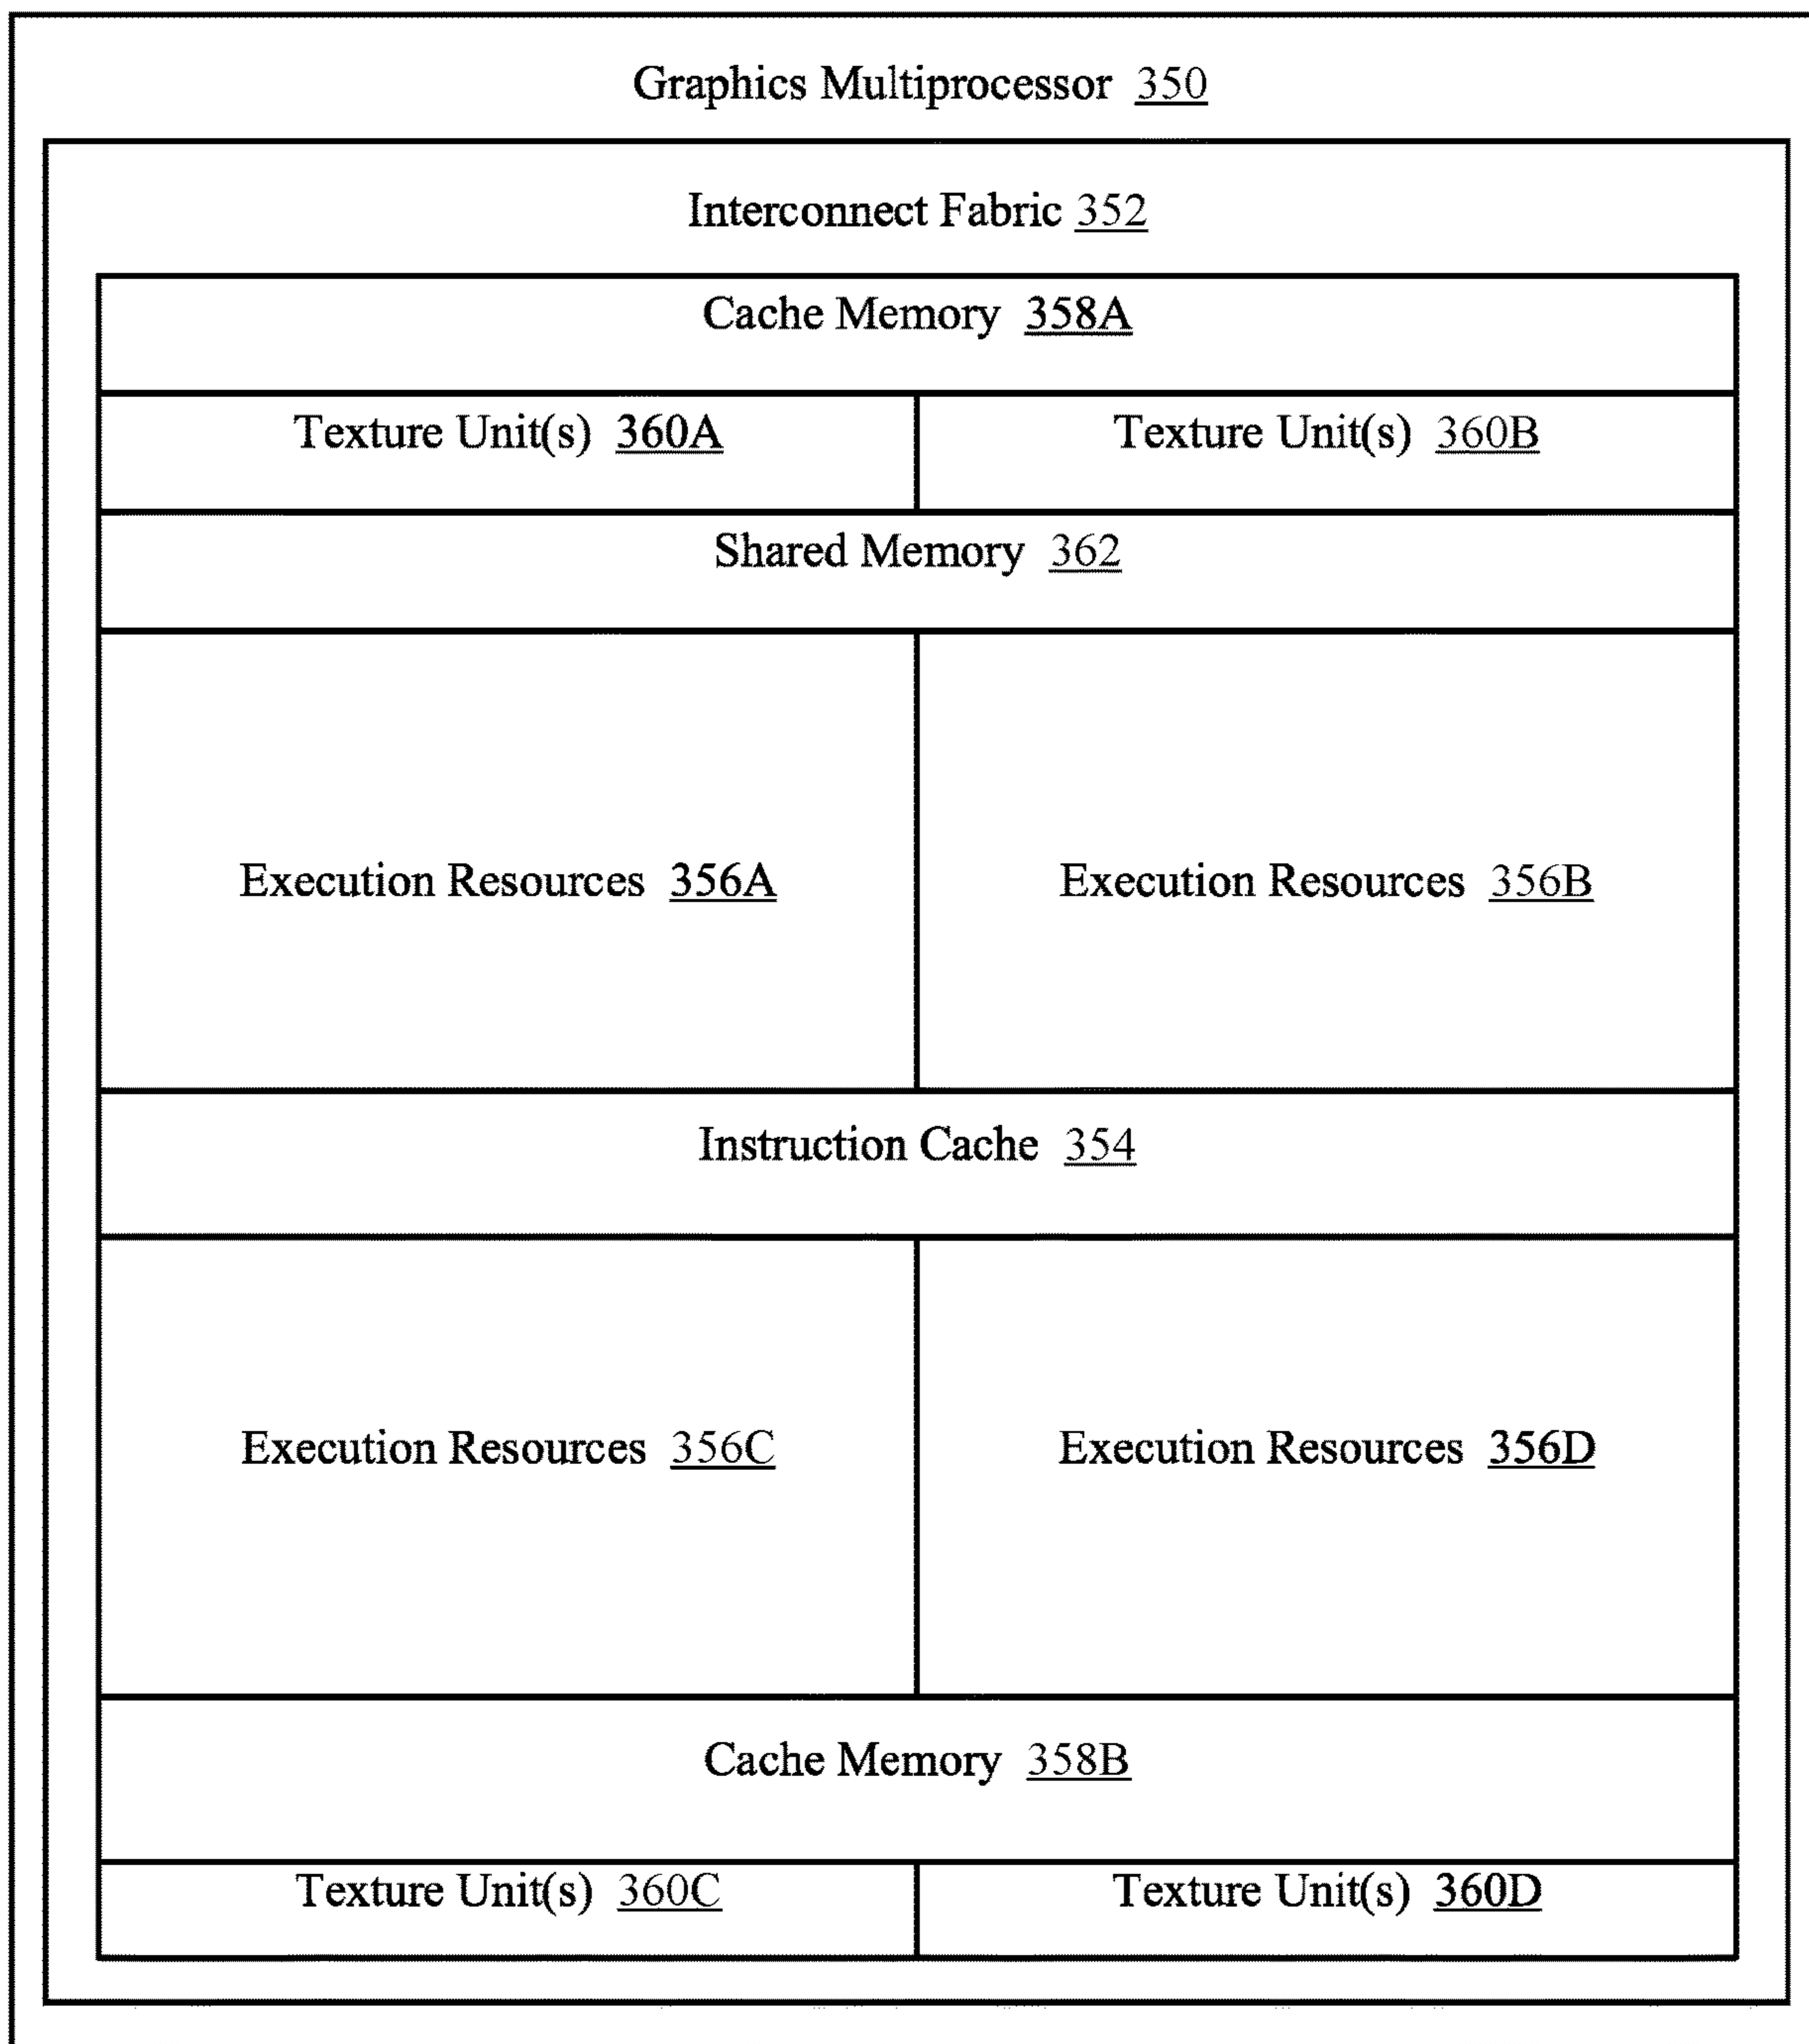 Graphics Multiprocessor 350
Interconnect Fabric 352
Cache Memory 358A
Texture Unit(s) 360A
Texture Unit(s) 360B
Shared Memory 362
Execution Resources 356A
Execution Resources 356B
Instruction Cache 354
Execution Resources 356C
Execution Resources 356D
Cache Memory 358B
Texture Unit(s) 360C
Texture Unit(s) 360D